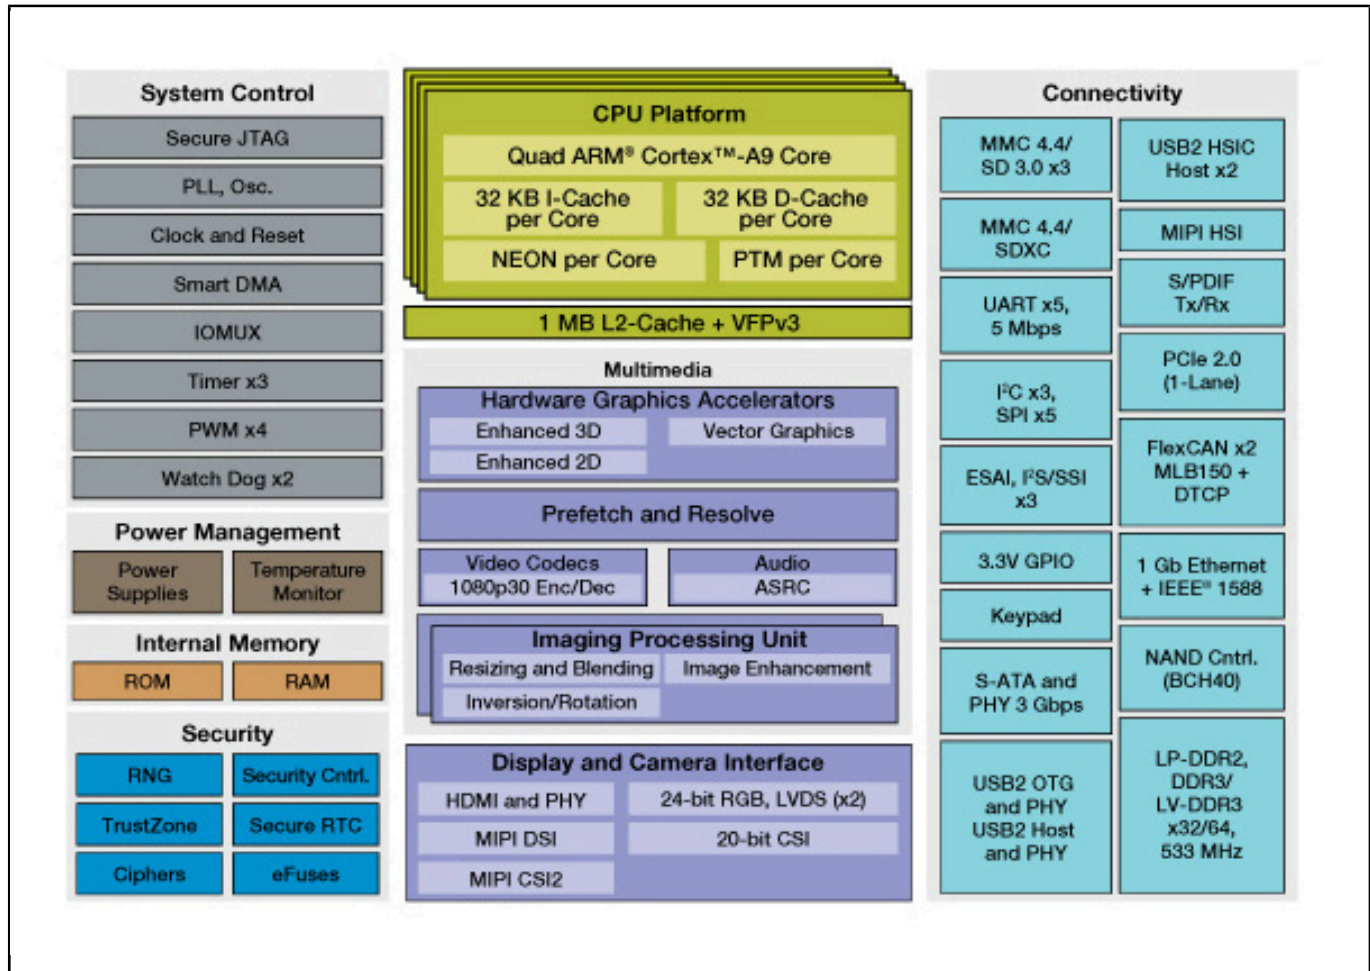 System Control
Secure JTAG
PLL, Osc.
Clock and Reset
Smart DMA
IOMUX
Timer x3
PWM x4
Watch Dog x2
Power Management
Power
Supplies
Temperature
Monitor
Internal Memory
ROM
RAM
Security
RNG
Security Cntrl.
TrustZone
Secure RTC
Ciphers
eFuses
CPU Platform
Quad ARM® Cortex™-A9 Core
32 KB I-Cache
per Core
32 KB D-Cache
per Core
NEON per Core
PTM per Core
1 MB L2-Cache + VFPv3
Multimedia
Hardware Graphics Accelerators
Enhanced 3D
Vector Graphics
Enhanced 2D
Prefetch and Resolve
Video Codecs
1080p30 Enc/Dec
Audio
ASRC
Imaging Processing Unit
Resizing and Blending
Image Enhancement
Inversion/Rotation
Display and Camera Interface
HDMI and PHY
24-bit RGB, LVDS (x2)
MIPI DSI
20-bit CSI
MIPI CSI2
Connectivity
MMC 4.4/
SD 3.0 x3
MMC 4.4/
SDXC
UART x5,
5 Mbps
I²C x3,
SPI x5
ESAI, I²S/SSI
x3
3.3V GPIO
Keypad
S-ATA and
PHY 3 Gbps
USB2 OTG
and PHY
USB2 Host
and PHY
USB2 HSIC
Host x2
MIPI HSI
S/PDIF
Tx/Rx
PCIe 2.0
(1-Lane)
FlexCAN x2
MLB150 +
DTCP
1 Gb Ethernet
+ IEEE® 1588
NAND Cntrl.
(BCH40)
LP-DDR2,
DDR3/
LV-DDR3
x32/64,
533 MHz